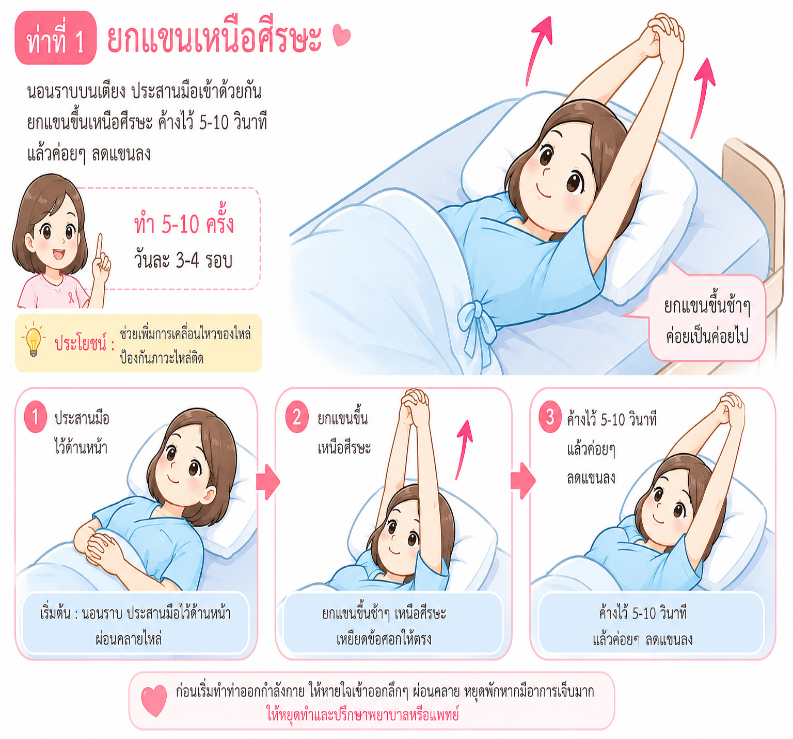 ท่าที่ 1 ยกแขนเหนือศีรษะ
นอนราบบนเตียง ประสานมือเข้าด้วยกัน
ยกแขนขึ้นเหนือศีรษะ ค้างไว้ 5-10 วินาที
แล้วค่อยๆ ลดแขนลง
ทำ 5-10 ครั้ง
วันละ 3-4 รอบ
ประโยชน์ : ช่วยเพิ่มการเคลื่อนไหวของไหล่
ป้องกันภาวะไหล่ติด
ยกแขนขึ้นช้าๆ
ค่อยเป็นค่อยไป
1 ประสานมือ
ไว้ด้านหน้า
เริ่มต้น : นอนราบ ประสานมือไว้ด้านหน้า
ผ่อนคลายไหล่
2 ยกแขนขึ้น
เหนือศีรษะ
ยกแขนขึ้นช้าๆ เหนือศีรษะ
เหยียดข้อศอกให้ตรง
3 ค้างไว้ 5-10 วินาที
แล้วค่อยๆ
ลดแขนลง
ค้างไว้ 5-10 วินาที
แล้วค่อยๆ ลดแขนลง
ก่อนเริ่มทำท่าออกกำลังกาย ให้หายใจเข้าออกลึกๆ ผ่อนคลาย หยุดพักหากมีอาการเจ็บมาก
ให้หยุดทำและปรึกษาพยาบาลหรือแพทย์